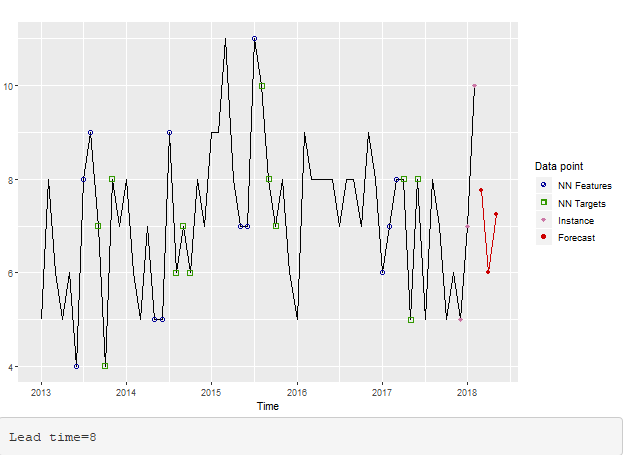 10
8
6
4
2013
2014
2015
2016
2017
2018
Time
Data point
NN Features
NN Targets
Instance
Forecast
Lead time=8